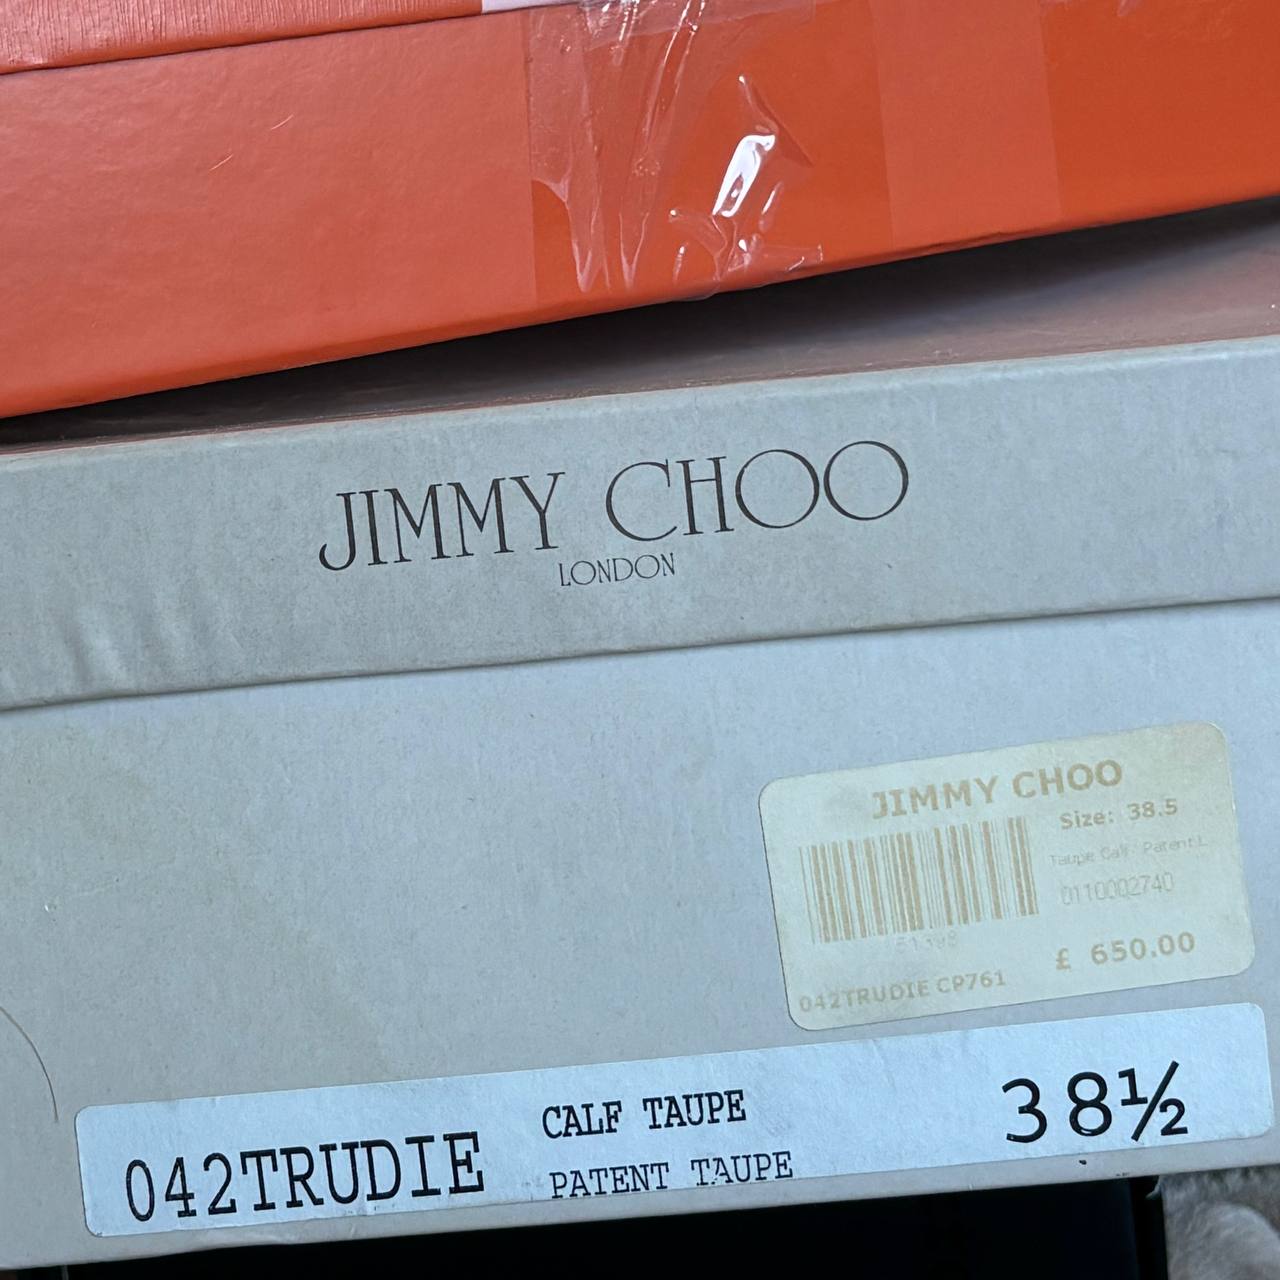 JIMMY CHOO
LONDON
JIMMY CHOO
Size: 38.5
Taupe Calf Patent L
0110002740
£ 650.00
042TRUDIE CP761
042TRUDIE
CALF TAUPE
PATENT TAUPE
38½